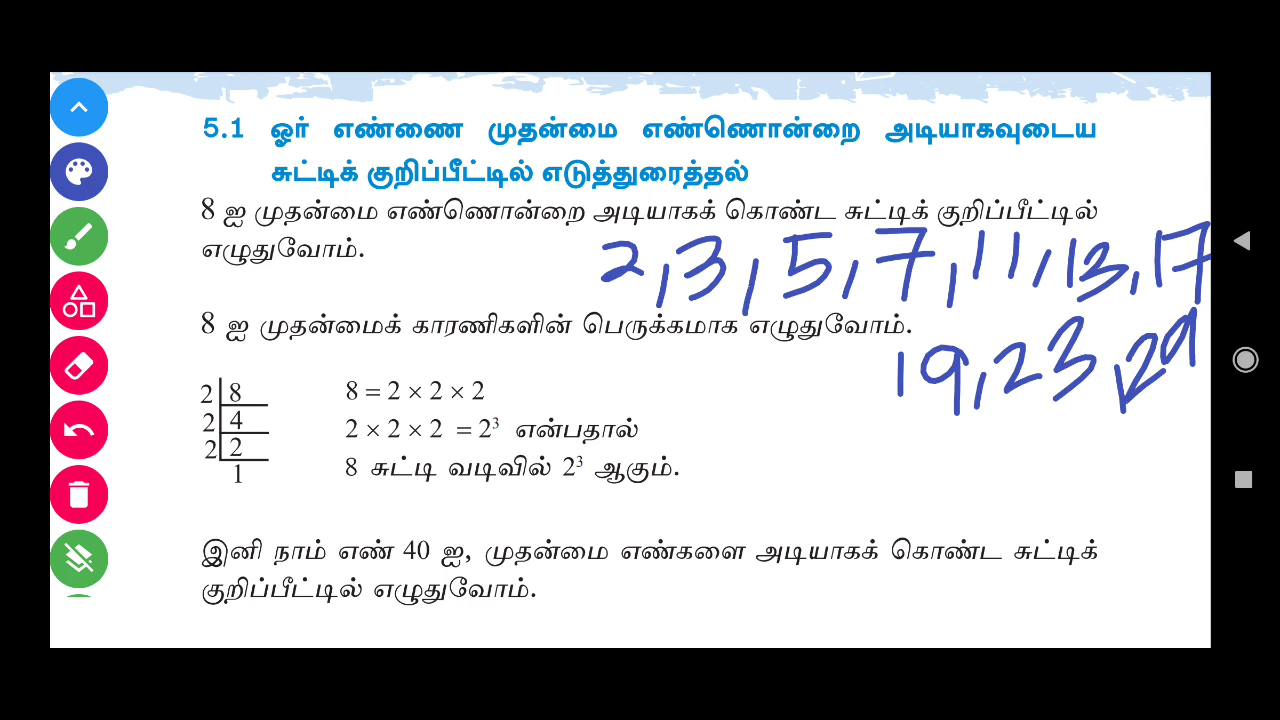 5.1 ஓர் எண்ணை முதன்மை எண்ணொன்றை அடியாகவுடைய
சுட்டிக் குறிப்பீட்டில் எடுத்துரைத்தல்
8 ஐ முதன்மை எண்ணொன்றை அடியாகக் கொண்ட சுட்டிக் குறிப்பீட்டில்
எழுதுவோம்.
2, 3, 5, 7, 11, 13, 17
8 ஐ முதன்மைக் காரணிகளின் பெருக்கமாக எழுதுவோம்.
19, 23, 29
2 8
2 4
2 2
1
8 = 2 × 2 × 2
2 × 2 × 2 = 2³ என்பதால்
8 சுட்டி வடிவில் 2³ ஆகும்.
இனி நாம் எண் 40 ஐ, முதன்மை எண்களை அடியாகக் கொண்ட சுட்டிக்
குறிப்பீட்டில் எழுதுவோம்.